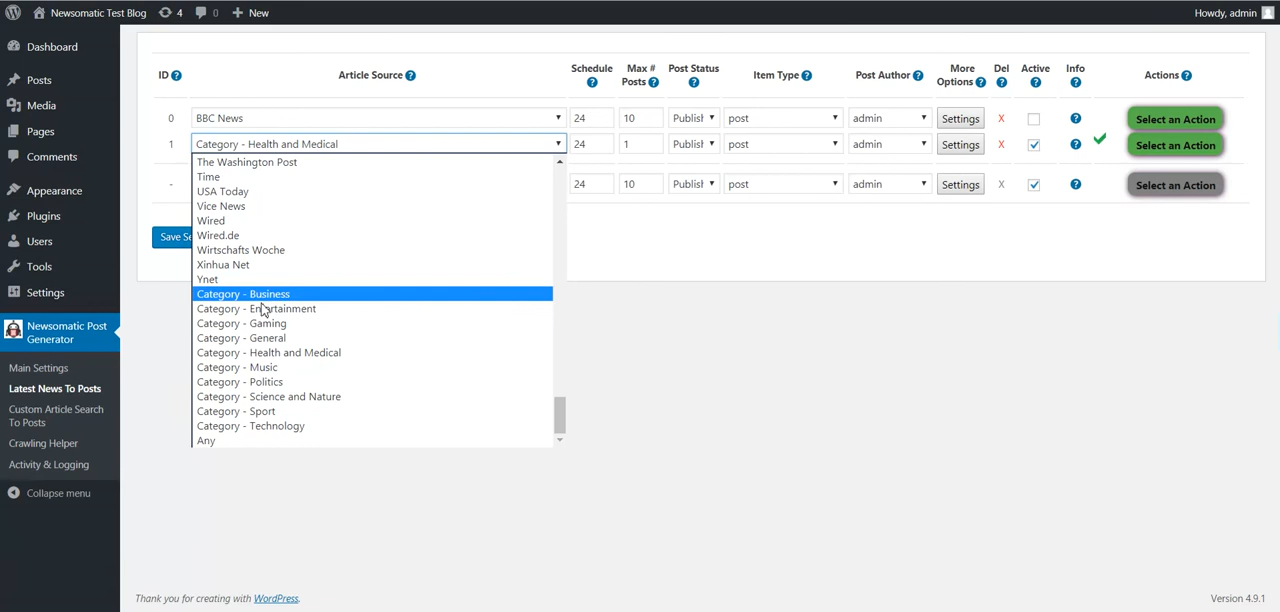 Newsomatic Test Blog 4 0 New Howdy, admin
Dashboard
Posts
Media
Pages
Comments
Appearance
Plugins
Users
Tools
Settings
Newsomatic Post
Generator
Main Settings
Latest News To Posts
Custom Article Search
To Posts
Crawling Helper
Activity & Logging
Collapse menu
ID Article Source Schedule Max # Posts Post Status Item Type Post Author More Options Del Active Info Actions
0 BBC News 24 10 Publish post admin Settings X Select an Action
1 Category - Health and Medical 24 1 Publish post admin Settings X Select an Action
- 24 10 Publish post admin Settings X Select an Action
Save Se
The Washington Post
Time
USA Today
Vice News
Wired
Wired.de
Wirtschafts Woche
Xinhua Net
Ynet
Category - Business
Category - Entertainment
Category - Gaming
Category - General
Category - Health and Medical
Category - Music
Category - Politics
Category - Science and Nature
Category - Sport
Category - Technology
Any
Thank you for creating with WordPress. Version 4.9.1